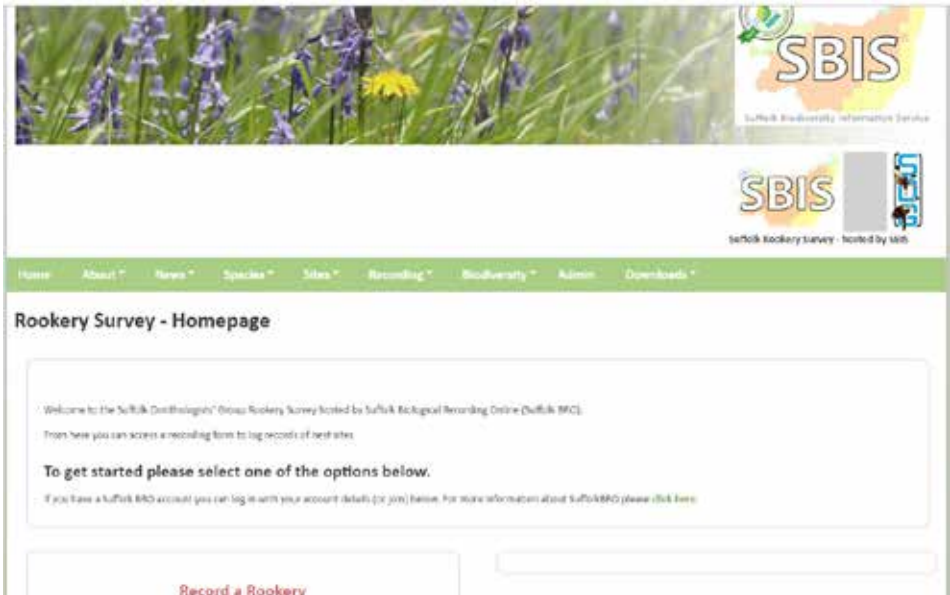 SBIS
Suffolk Biodiversity Information Service
SBIS
Suffolk Rookery Survey - hosted by SBIS
Home About News Species Sites Recording Biodiversity Admin Downloads
Rookery Survey - Homepage
Welcome to the Suffolk Ornithologists' Group Rookery Survey hosted by Suffolk Biological Recording Online (Suffolk BRO).
From here you can access a recording form to log records of nest sites
To get started please select one of the options below.
If you have a Suffolk BRO account you can log in with your account details (or join) below. For more information about SuffolkBRO please click here
Record a Rookery